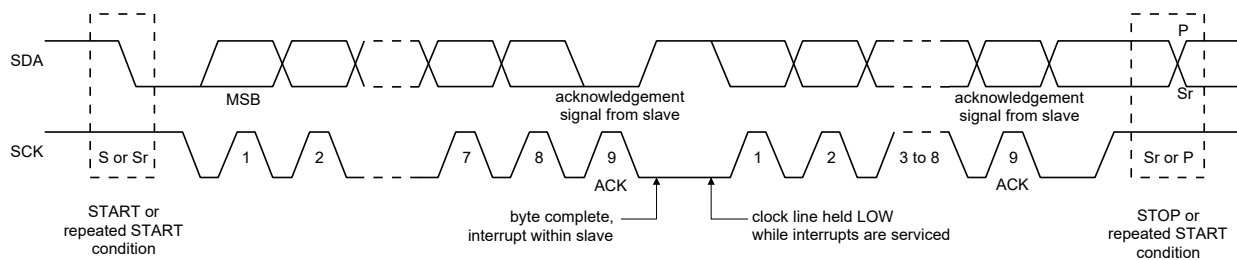 P
SDA
MSB
acknowledgement
signal from slave
acknowledgement
signal from slave
Sr
SCK
S or Sr
1
2
7
8
9
1
2
3 to 8
9
Sr or P
ACK
ACK
START or
repeated START
condition
byte complete,
interrupt within slave
clock line held LOW
while interrupts are serviced
STOP or
repeated START
condition